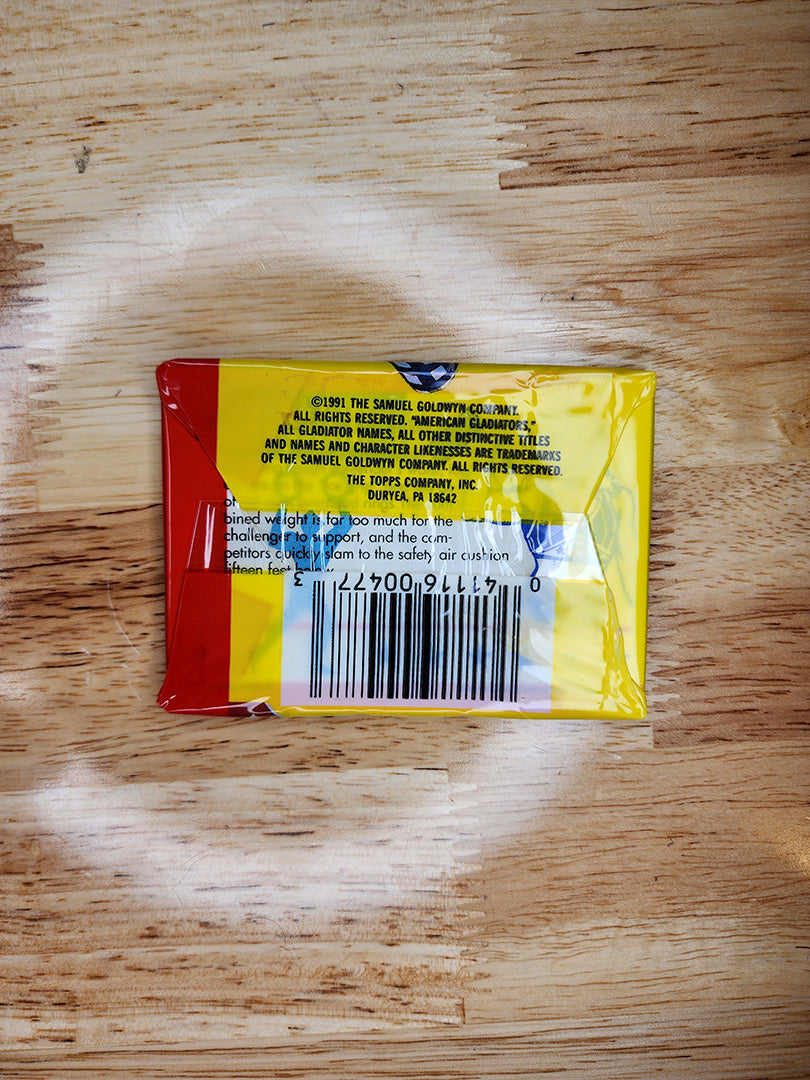 ©1991 THE SAMUEL GOLDWYN COMPANY.
ALL RIGHTS RESERVED. "AMERICAN GLADIATORS,"
ALL GLADIATOR NAMES, ALL OTHER DISTINCTIVE TITLES
AND NAMES AND CHARACTER LIKENESSES ARE TRADEMARKS
OF THE SAMUEL GOLDWYN COMPANY. ALL RIGHTS RESERVED.
THE TOPPS COMPANY, INC.
DURYEA, PA 18642
of
bined weight is far too much for the
challenger to support, and the com-
petitors quickly slam to the safety air cushion
fifteen feet below
0 41116 00477 3